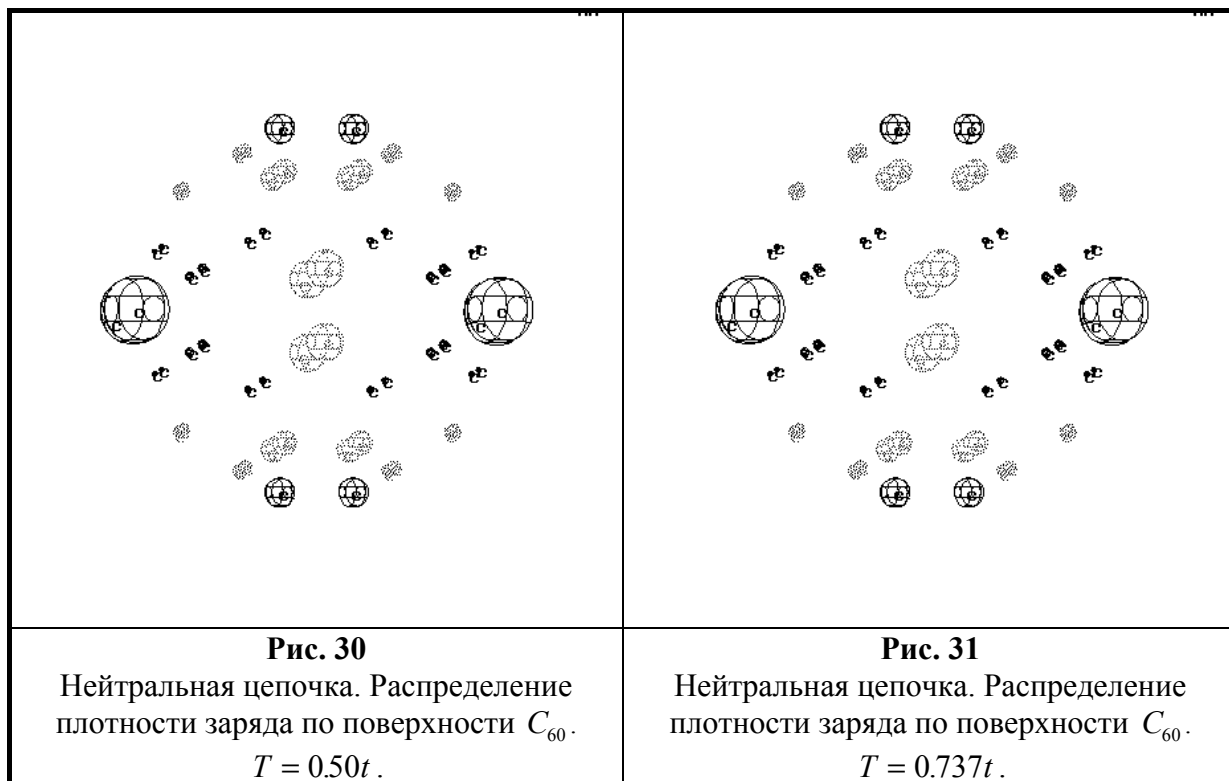 Рис. 30
Нейтральная цепочка. Распределение
плотности заряда по поверхности C₆₀.
T = 0.50t .
Рис. 31
Нейтральная цепочка. Распределение
плотности заряда по поверхности C₆₀.
T = 0.737t .